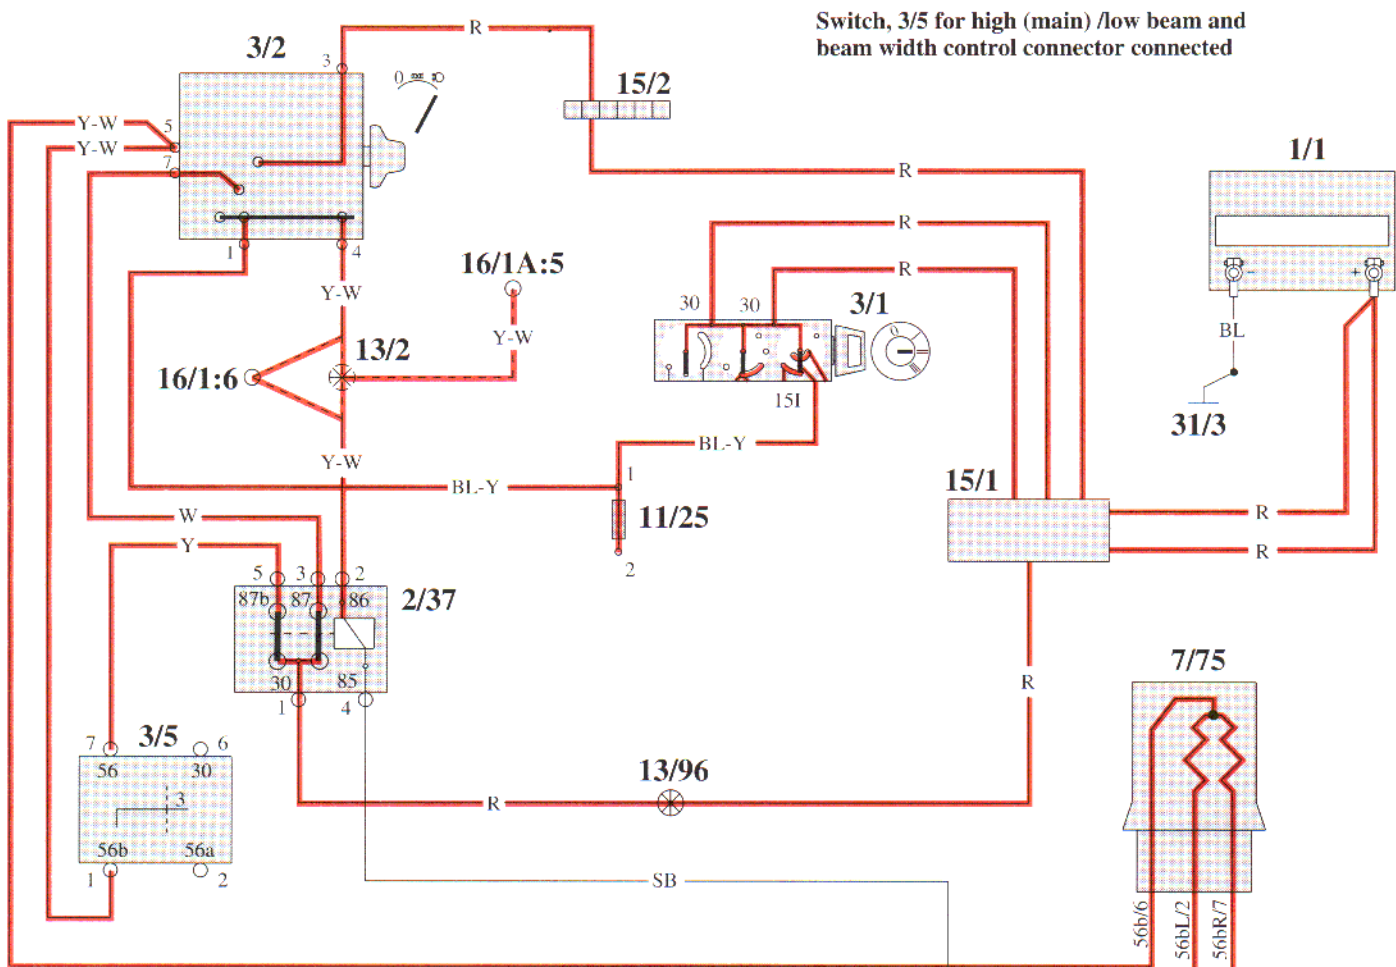 Switch, 3/5 for high (main) /low beam and
beam width control connector connected
R
3/2
3
0
15/2
Y-W
5
Y-W
7
1/1
R
R
1
4
16/1A:5
R
- +
Y-W
30
30
3/1
0
BL
Y-W
13/2
16/1:6
15I
31/3
BL-Y
Y-W
1
15/1
BL-Y
W
11/25
R
Y
R
2
5
3
2
87b
87
86
2/37
7/75
30
85
R
1
4
7
3/5
6
56
30
13/96
3
R
56b
56a
1
2
SB
56b/6
56bL/2
56bR/7